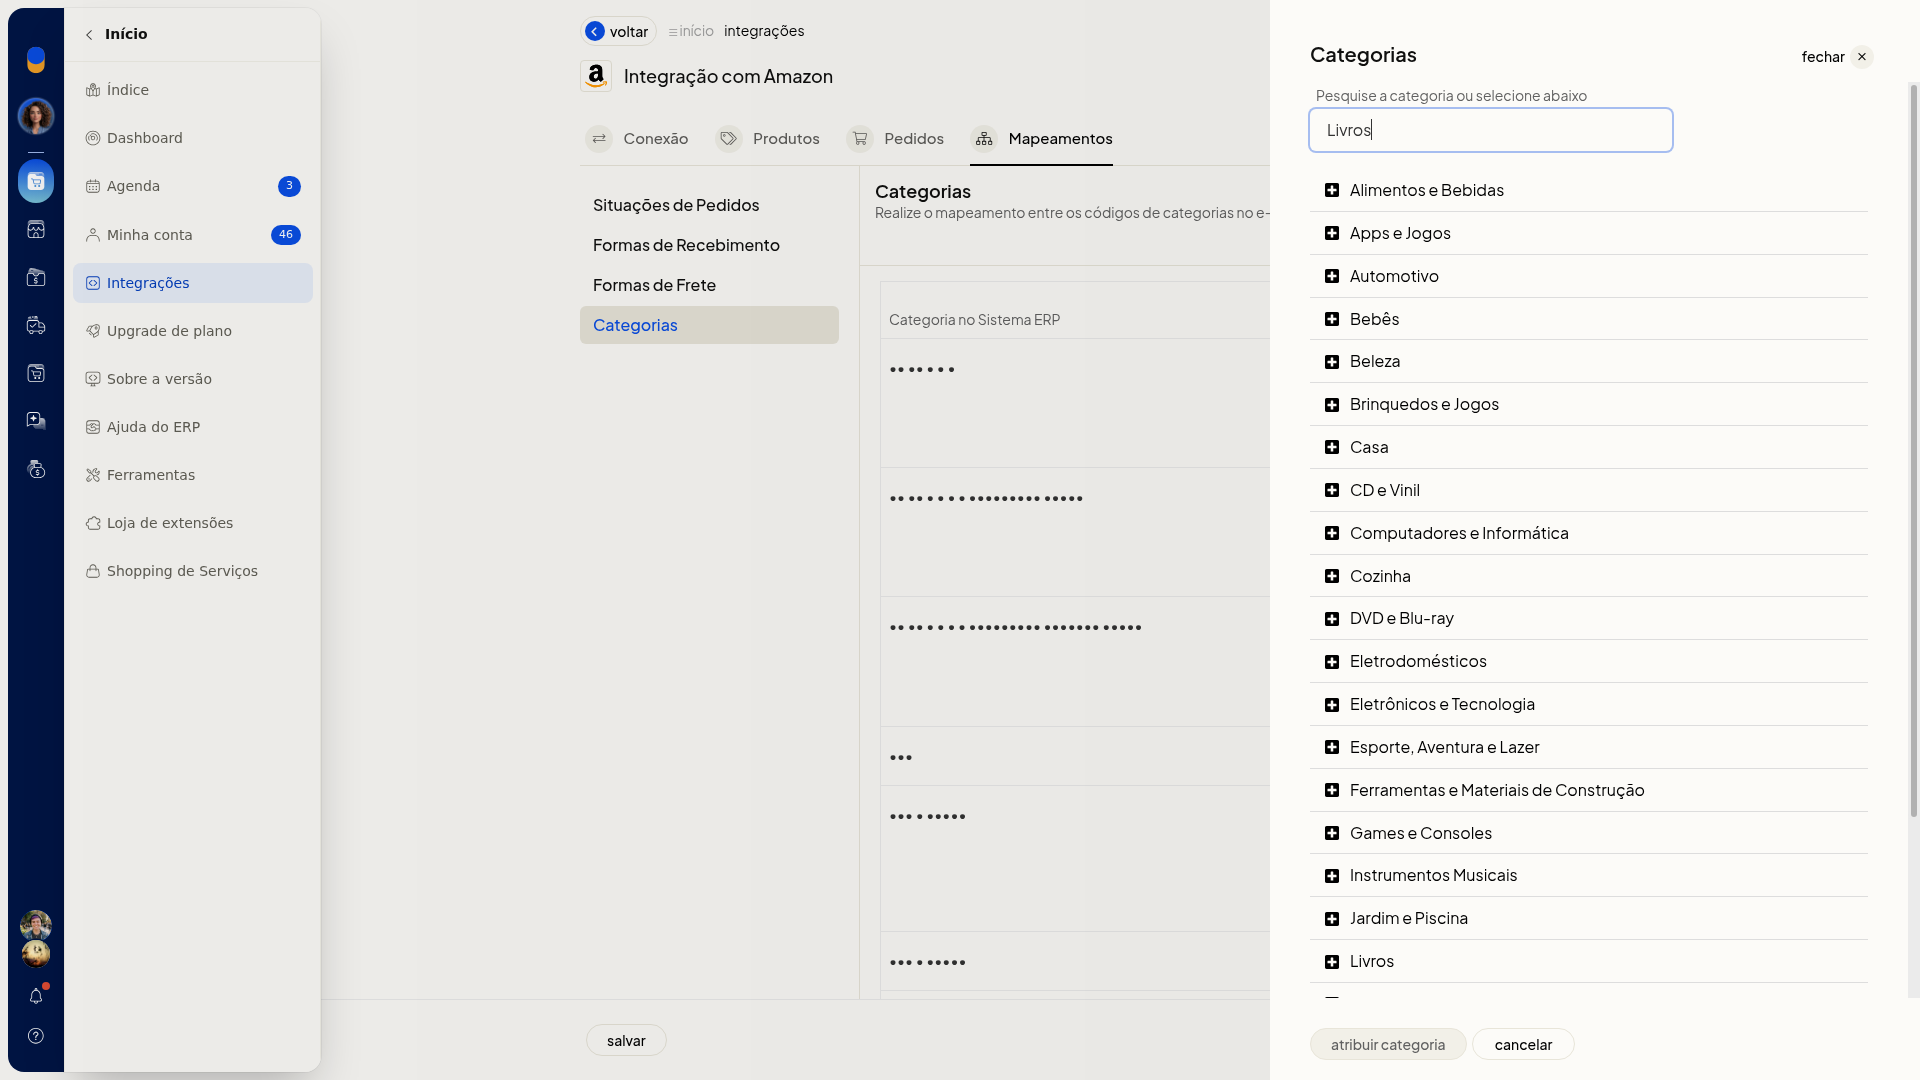 Início
Índice
Dashboard
Agenda
3
Minha conta
46
Integrações
Upgrade de plano
Sobre a versão
Ajuda do ERP
Ferramentas
Loja de extensões
Shopping de Serviços
voltar
início
integrações
Integração com Amazon
Conexão
Produtos
Pedidos
Mapeamentos
Situações de Pedidos
Formas de Recebimento
Formas de Frete
Categorias
Categorias
Realize o mapeamento entre os códigos de categorias no e-
Categoria no Sistema ERP
salvar
Categorias
fechar
Pesquise a categoria ou selecione abaixo
Livros
Alimentos e Bebidas
Apps e Jogos
Automotivo
Bebês
Beleza
Brinquedos e Jogos
Casa
CD e Vinil
Computadores e Informática
Cozinha
DVD e Blu-ray
Eletrodomésticos
Eletrônicos e Tecnologia
Esporte, Aventura e Lazer
Ferramentas e Materiais de Construção
Games e Consoles
Instrumentos Musicais
Jardim e Piscina
Livros
atribuir categoria
cancelar